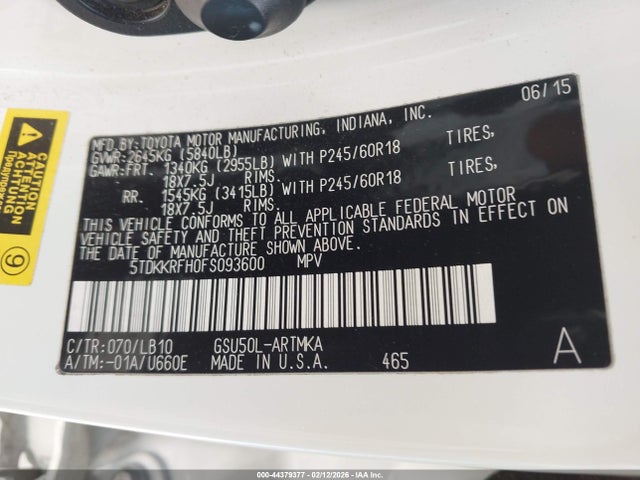 06/15
MFD.BY:TOYOTA MOTOR MANUFACTURING, INDIANA, INC.
GVWR:2645KG (5840LB)
GAWR:FRT. 1340KG (2955LB) WITH P245/60R18 TIRES,
18X7.5J RIMS.
RR. 1545KG (3415LB) WITH P245/60R18 TIRES,
18X7.5J RIMS.
THIS VEHICLE CONFORMS TO ALL APPLICABLE FEDERAL MOTOR
VEHICLE SAFETY AND THEFT PREVENTION STANDARDS IN EFFECT ON
THE DATE OF MANUFACTURE SHOWN ABOVE.
5TDKKRFH0FS093600 MPV
C/TR:070/LB10 GSU50L-ARTMKA
A/TM:-01A/U660E MADE IN U.S.A. 465 A
CAUTION
ATTENTION
ACHTUNG
9
000-44379377 - 02/12/2026 - IAA Inc.